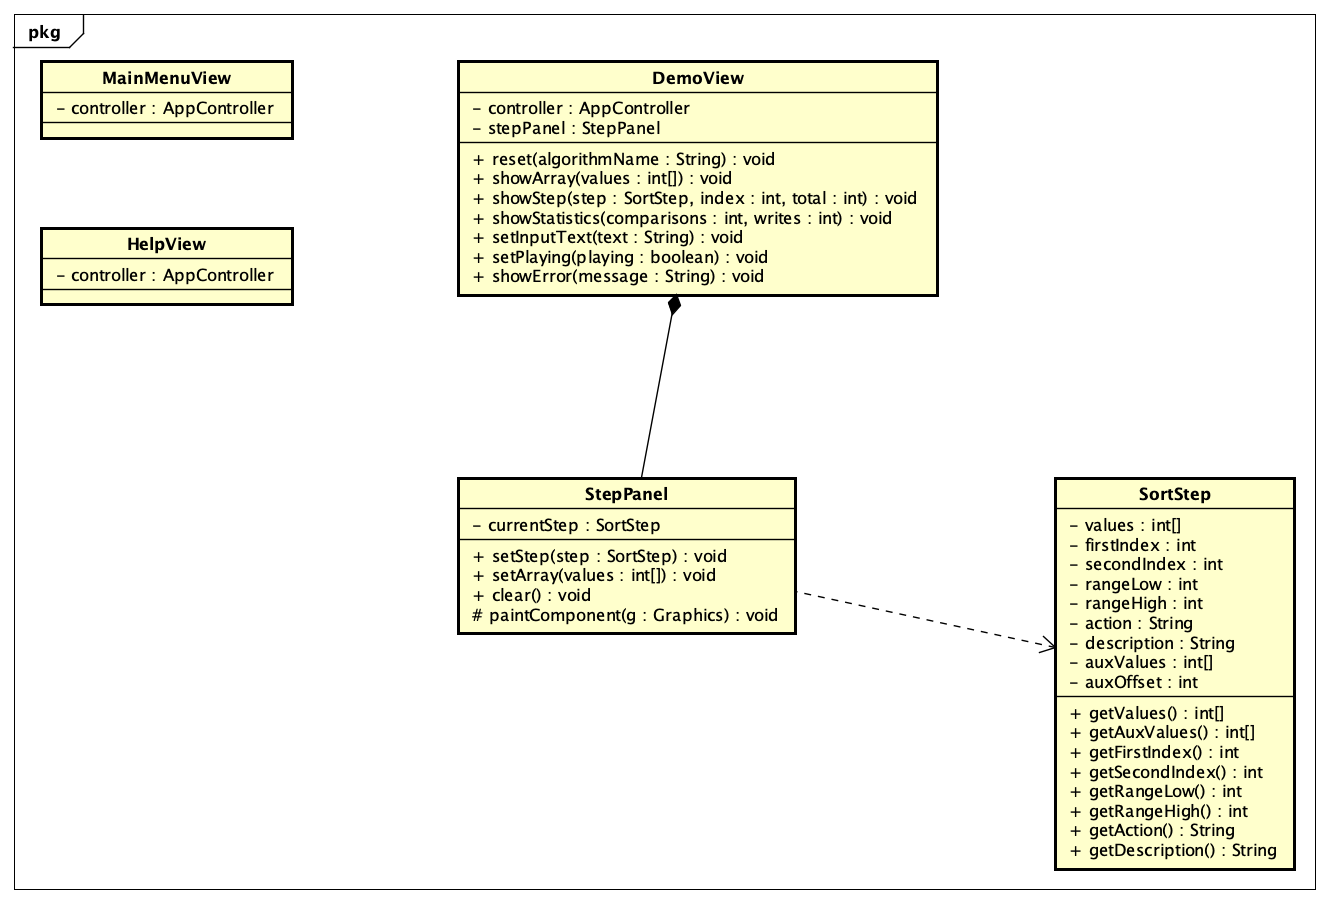 pkg
MainMenuView
- controller : AppController
HelpView
- controller : AppController
DemoView
- controller : AppController
- stepPanel : StepPanel
+ reset(algorithmName : String) : void
+ showArray(values : int[]) : void
+ showStep(step : SortStep, index : int, total : int) : void
+ showStatistics(comparisons : int, writes : int) : void
+ setInputText(text : String) : void
+ setPlaying(playing : boolean) : void
+ showError(message : String) : void
StepPanel
- currentStep : SortStep
+ setStep(step : SortStep) : void
+ setArray(values : int[]) : void
+ clear() : void
# paintComponent(g : Graphics) : void
SortStep
- values : int[]
- firstIndex : int
- secondIndex : int
- rangeLow : int
- rangeHigh : int
- action : String
- description : String
- auxValues : int[]
- auxOffset : int
+ getValues() : int[]
+ getAuxValues() : int[]
+ getFirstIndex() : int
+ getSecondIndex() : int
+ getRangeLow() : int
+ getRangeHigh() : int
+ getAction() : String
+ getDescription() : String